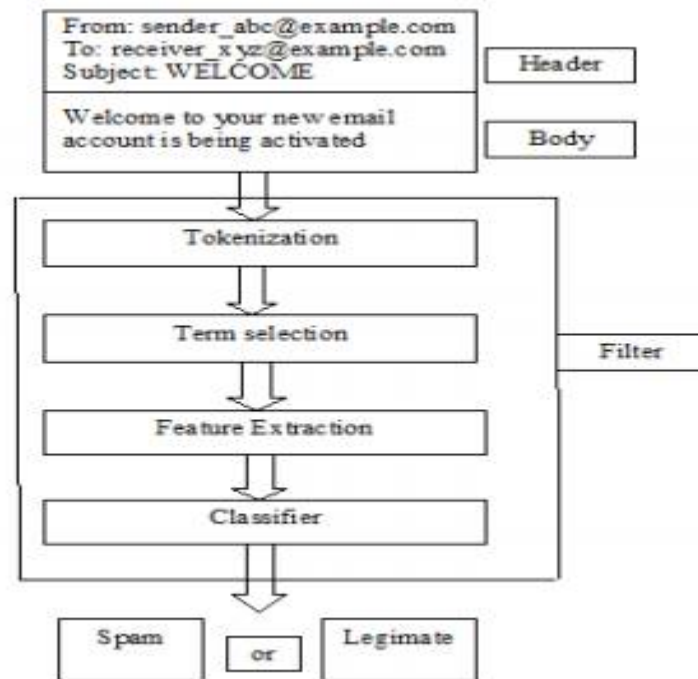 From: sender_abc@example.com
To: receiver_xyz@example.com
Subject: WELCOME
Header
Welcome to your new email
account is being activated
Body
Tokenization
Term selection
Filter
Feature Extraction
Classifier
Spam
or
Legimate